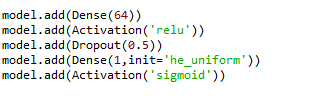 model.add(Dense(64))
model.add(Activation('relu'))
model.add(Dropout(0.5))
model.add(Dense(1,init='he_uniform'))
model.add(Activation('sigmoid'))